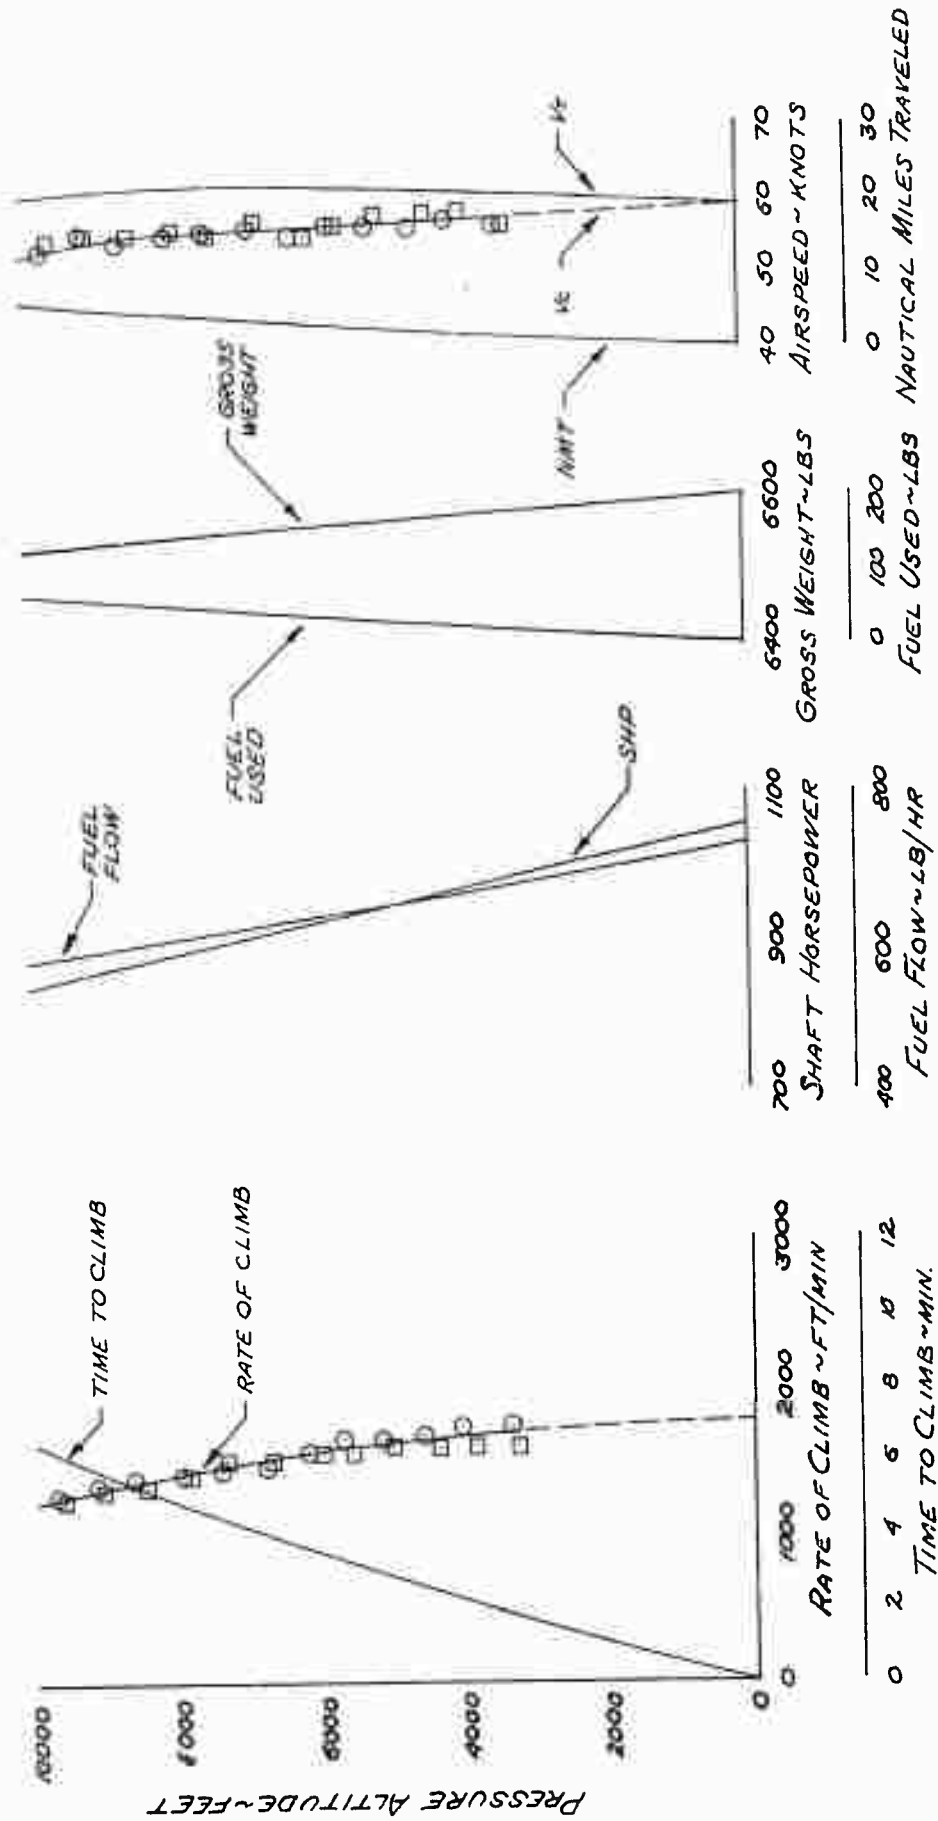 PRESSURE ALTITUDE~FEET
10000
8000
6000
4000
2000
0
TIME TO CLIMB
RATE OF CLIMB
0 1000 2000 3000
RATE OF CLIMB~FT/MIN
0 2 4 6 8 10 12
TIME TO CLIMB~MIN.
FUEL
FLOW
SHP
700 900 1100
SHAFT HORSEPOWER
400 600 800
FUEL FLOW~LB/HR
FUEL
USED
GROSS
WEIGHT
6400 6600
GROSS WEIGHT~LBS
0 100 200
FUEL USED~LBS
NMT
Vc
Vt
40 50 60 70
AIRSPEED~KNOTS
0 10 20 30
NAUTICAL MILES TRAVELED